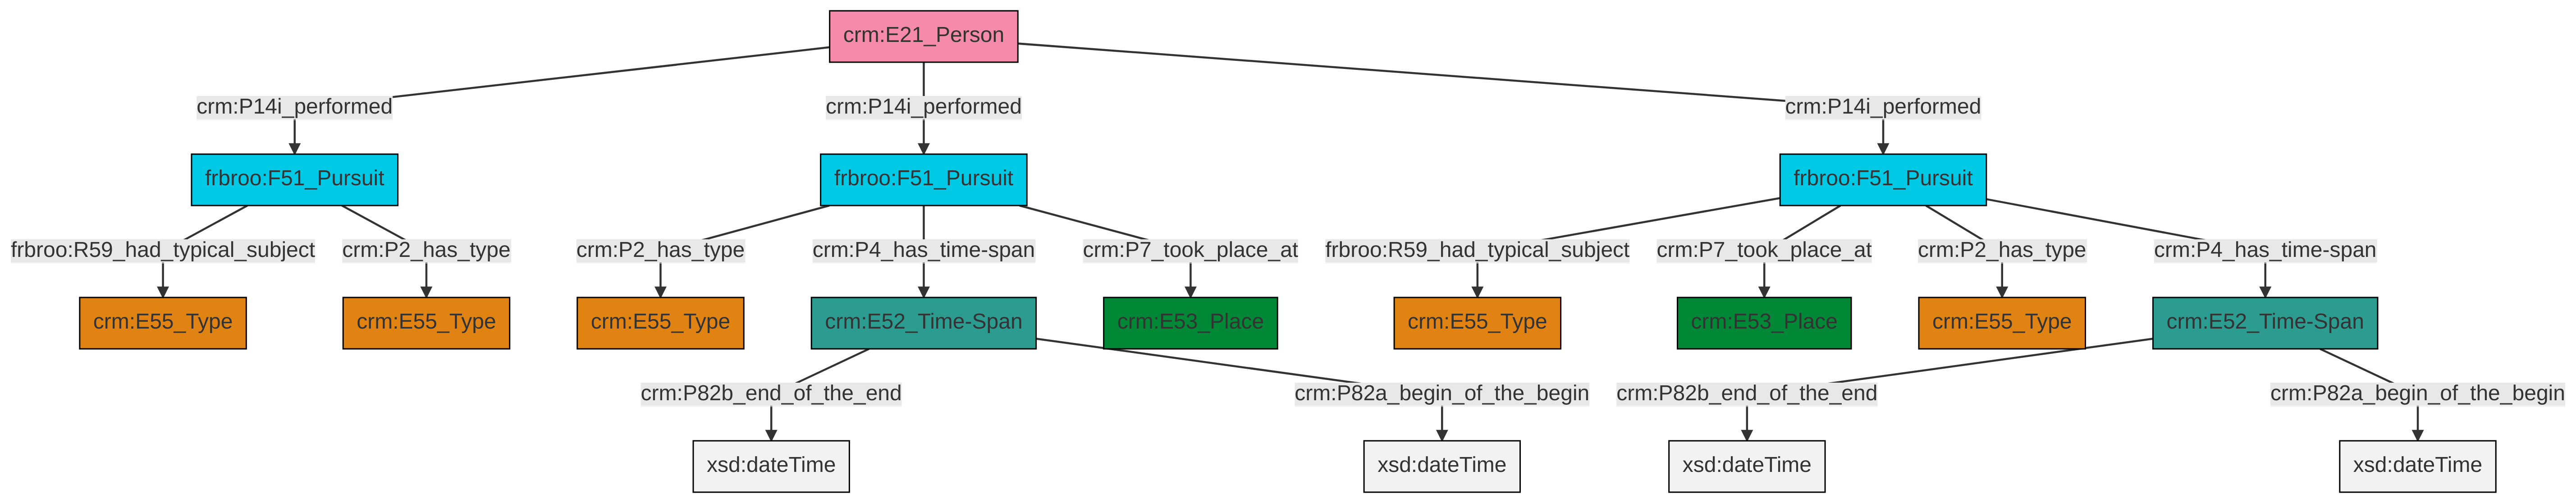 crm:E21_Person
crm:P14i_performed
crm:P14i_performed
crm:P14i_performed
frbroo:F51_Pursuit
frbroo:F51_Pursuit
frbroo:F51_Pursuit
frbroo:R59_had_typical_subject
crm:P2_has_type
crm:P2_has_type
crm:P4_has_time-span
crm:P7_took_place_at
frbroo:R59_had_typical_subject
crm:P7_took_place_at
crm:P2_has_type
crm:P4_has_time-span
crm:E55_Type
crm:E55_Type
crm:E55_Type
crm:E52_Time-Span
crm:E53_Place
crm:E55_Type
crm:E53_Place
crm:E55_Type
crm:E52_Time-Span
crm:P82b_end_of_the_end
crm:P82a_begin_of_the_begin
crm:P82b_end_of_the_end
crm:P82a_begin_of_the_begin
xsd:dateTime
xsd:dateTime
xsd:dateTime
xsd:dateTime